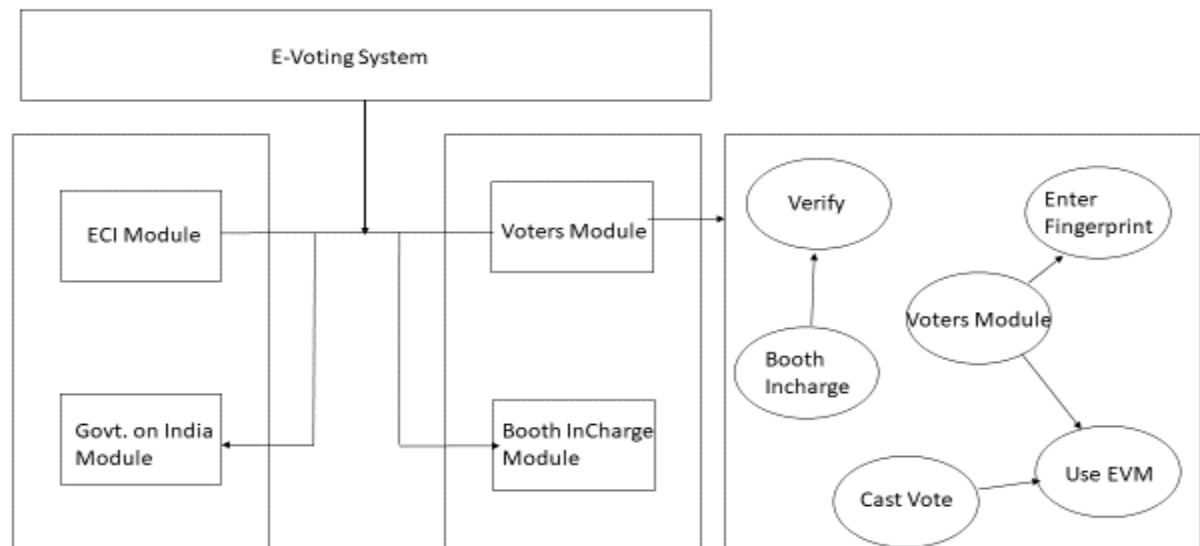 E-Voting System
ECI Module
Voters Module
Govt. on India
Module
Booth InCharge
Module
Verify
Enter
Fingerprint
Voters Module
Booth
Incharge
Cast Vote
Use EVM